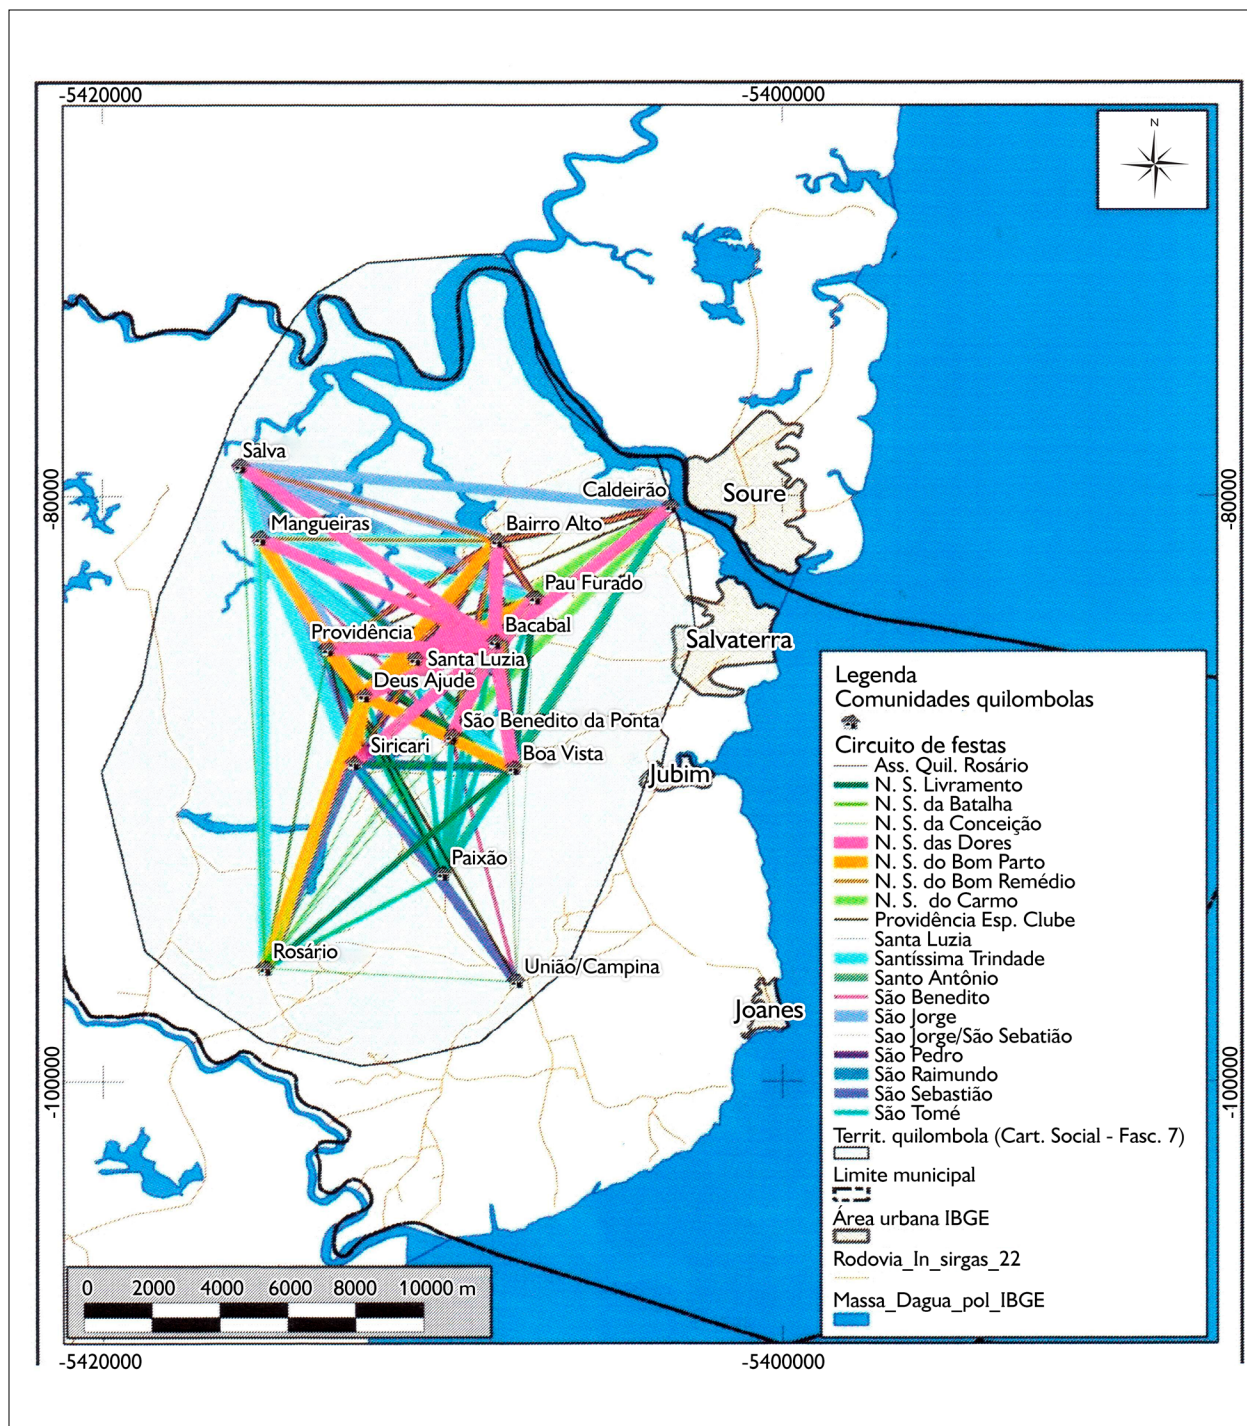 -5420000
-5400000
N
Salva
Caldeirão
Soure
-80000
-80000
Mangueiras
Bairro Alto
Pau Furado
Providência
Bacabal
Salvaterra
Santa Luzia
Deus Ajude
São Benedito da Ponta
Siricari
Boa Vista
Jubim
Paixão
Rosário
União/Campina
Joanes
-100000
-100000
Legenda
Comunidades quilombolas
Circuito de festas
Ass. Quil. Rosário
N. S. Livramento
N. S. da Batalha
N. S. da Conceição
N. S. das Dores
N. S. do Bom Parto
N. S. do Bom Remédio
N. S. do Carmo
Providência Esp. Clube
Santa Luzia
Santíssima Trindade
Santo Antônio
São Benedito
São Jorge
Sao Jorge/São Sebatião
São Pedro
São Raimundo
São Sebastião
São Tomé
Territ. quilombola (Cart. Social - Fasc. 7)
Limite municipal
Área urbana IBGE
Rodovia_In_sirgas_22
Massa_Dagua_pol_IBGE
0 2000 4000 6000 8000 10000 m
-5420000
-5400000